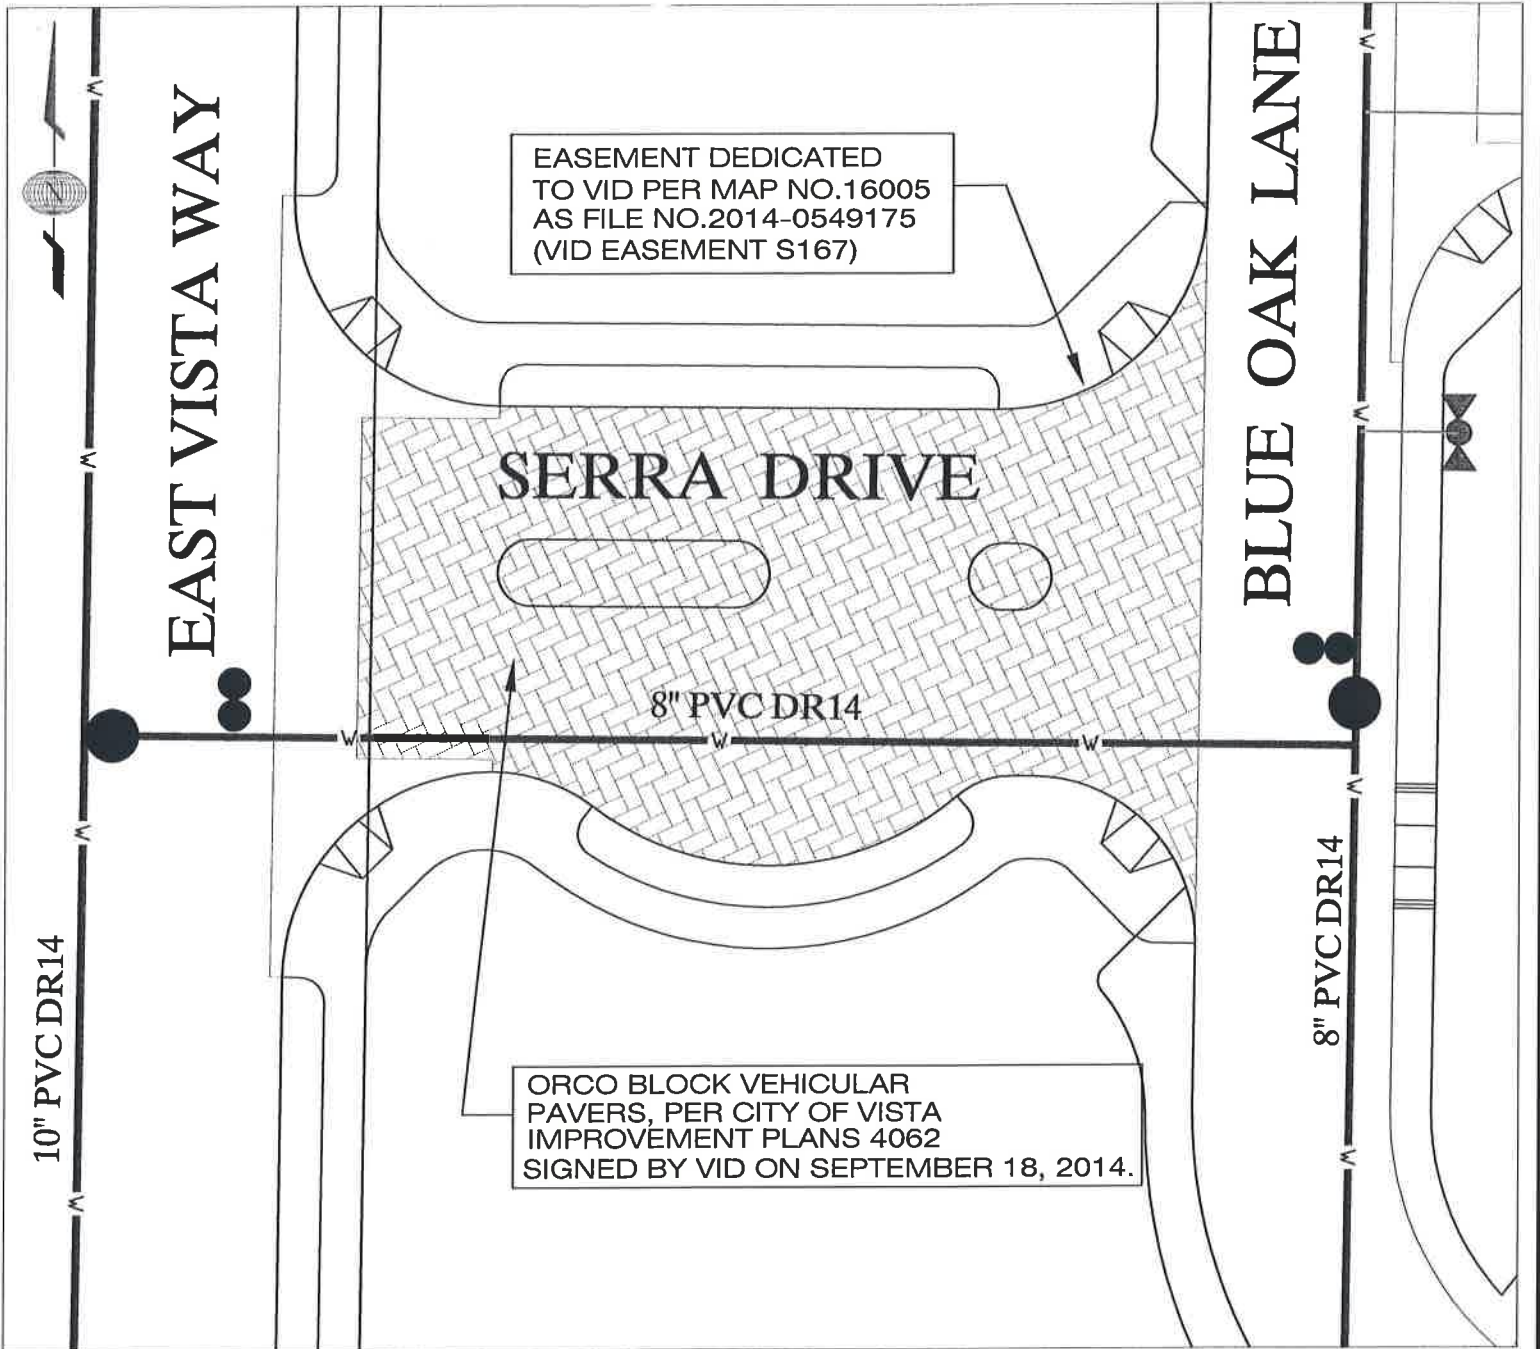 EAST VISTA WAY
EASEMENT DEDICATED
TO VID PER MAP NO.16005
AS FILE NO.2014-0549175
(VID EASEMENT S167)
BLUE OAK LANE
SERRA DRIVE
8" PVC DR14
10" PVC DR14
8" PVC DR14
ORCO BLOCK VEHICULAR
PAVERS, PER CITY OF VISTA
IMPROVEMENT PLANS 4062
SIGNED BY VID ON SEPTEMBER 18, 2014.
N
W
W
W
W
W
W
W
W
W
W
W